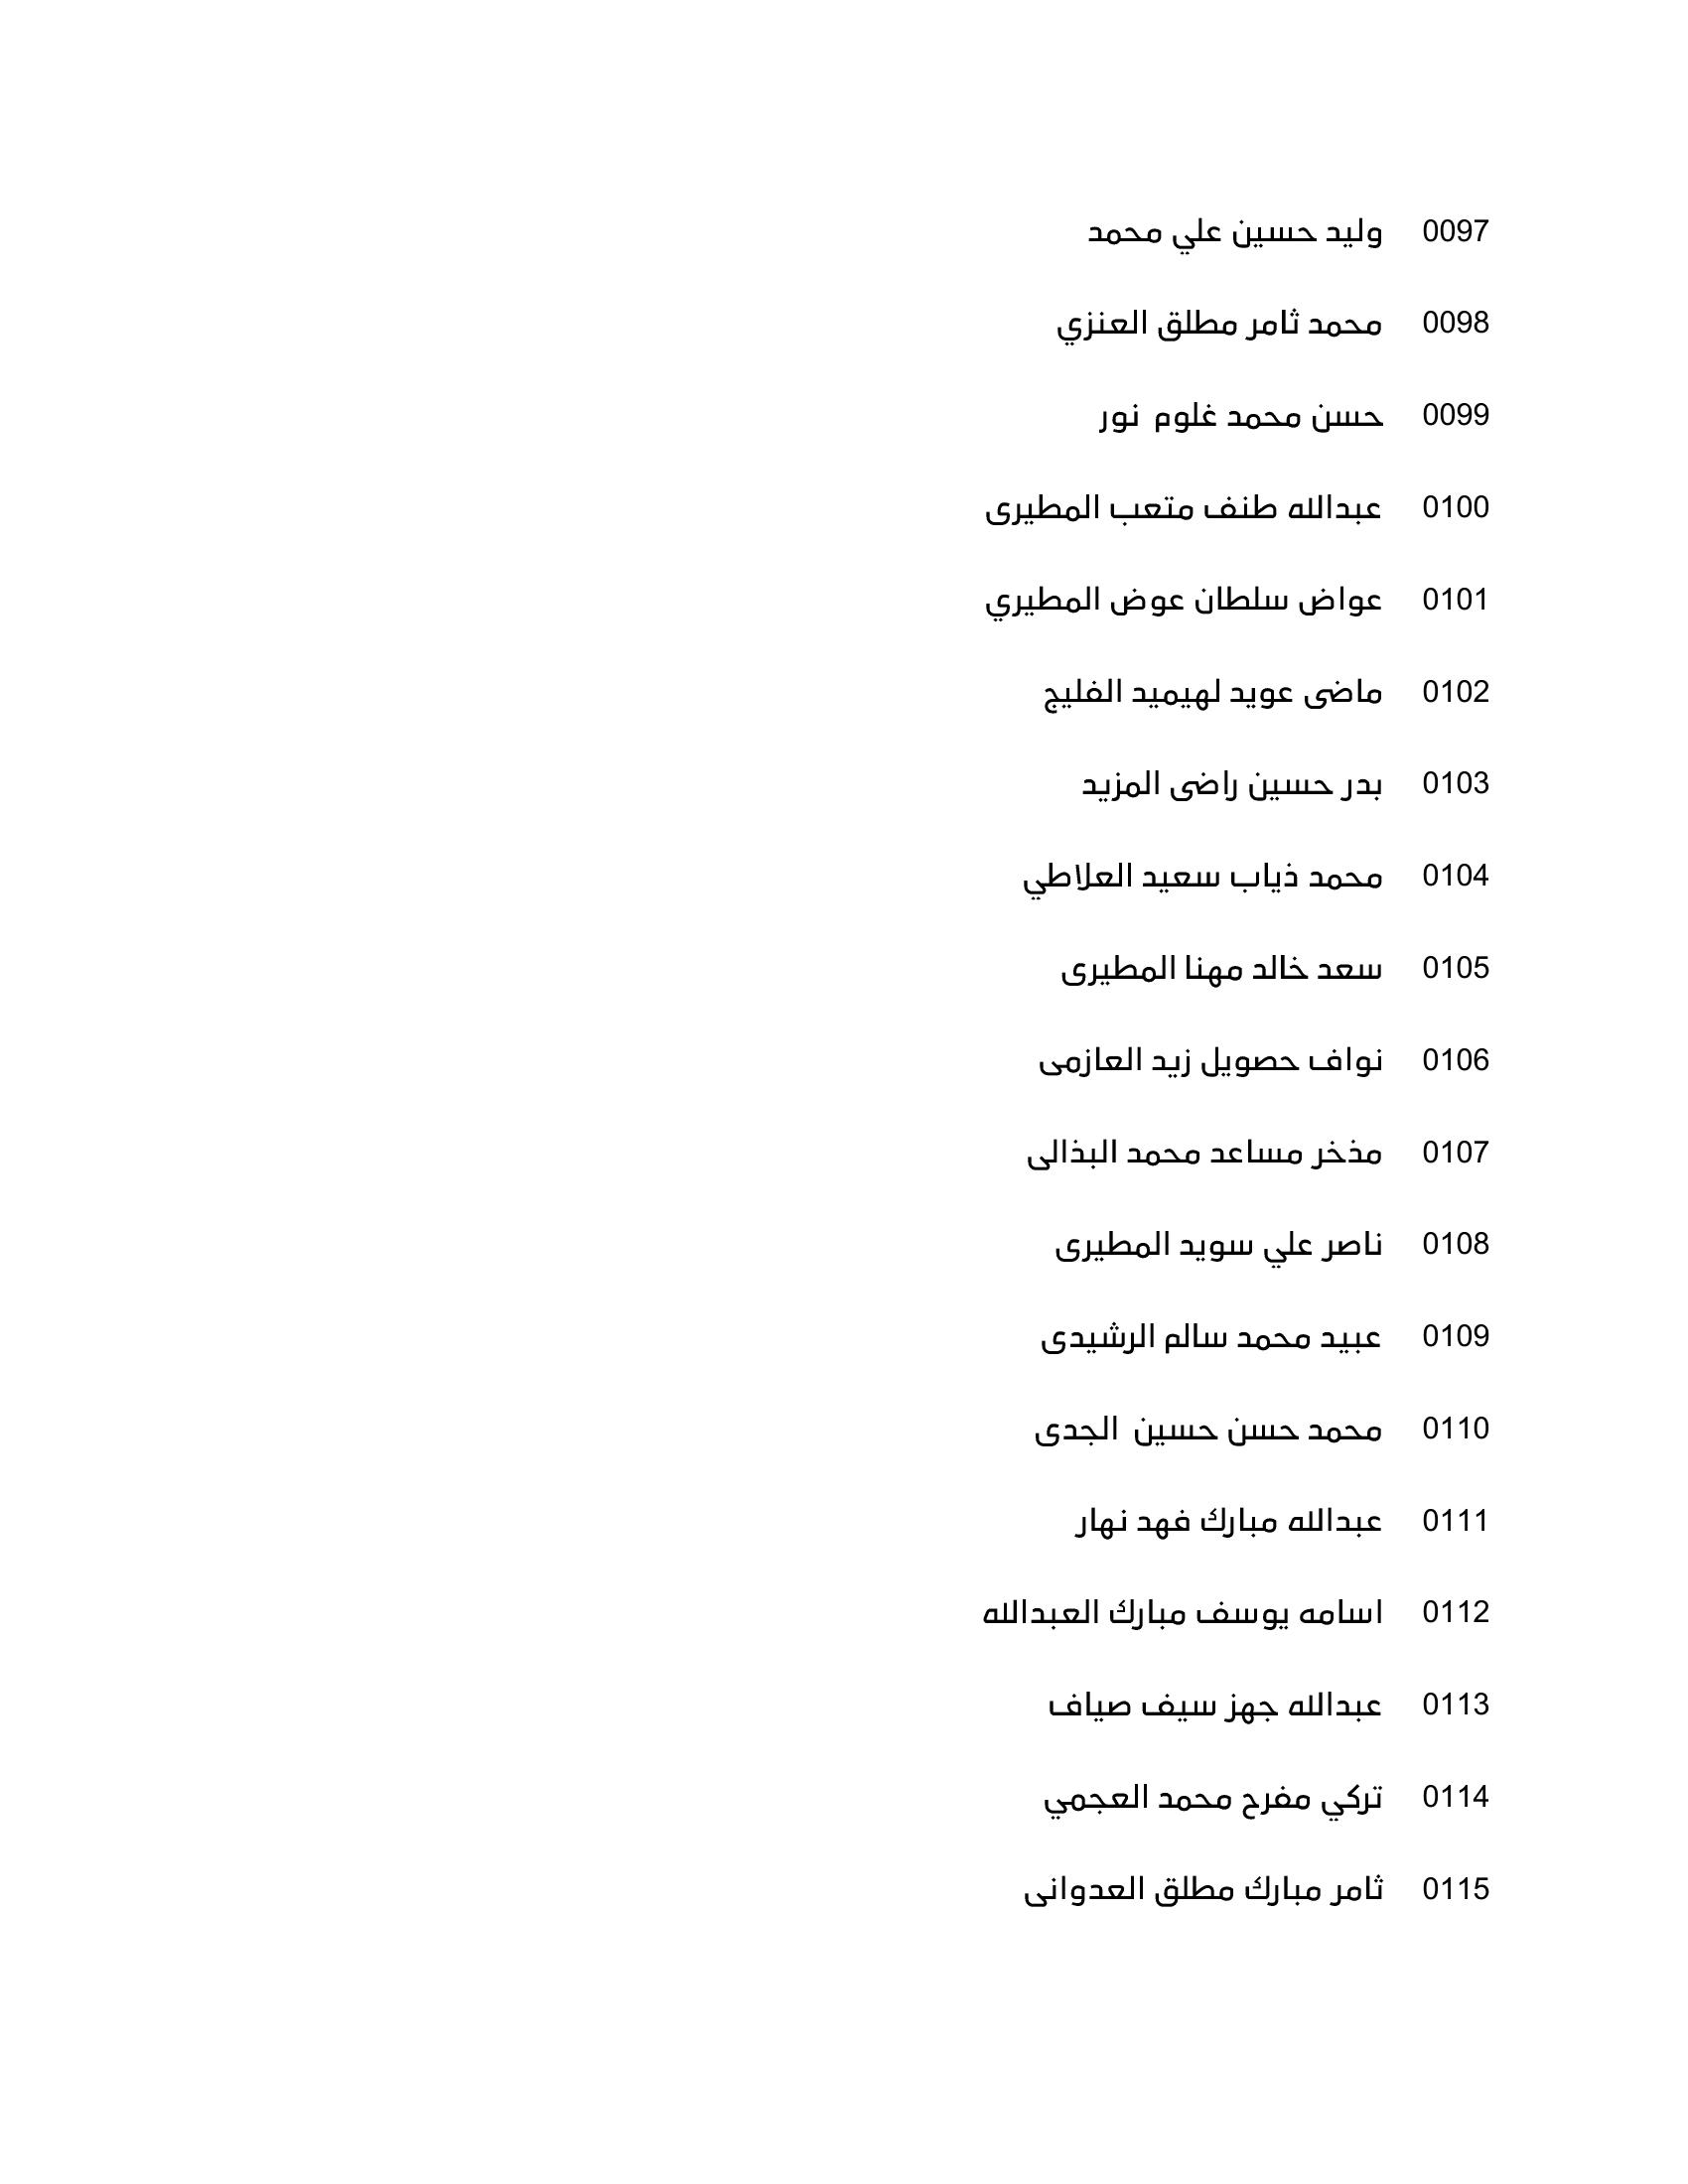 0097 وليد حسين علي محمد
0098 محمد ثامر مطلق العنزي
0099 حسن محمد غلوم نور
0100 عبدالله طنف متعب المطيرى
0101 عواض سلطان عوض المطيري
0102 ماضى عويد لهيميد الفليج
0103 بدر حسين راضى المزيد
0104 محمد ذياب سعيد العلاطي
0105 سعد خالد مهنا المطيرى
0106 نواف حصويل زيد العازمى
0107 مذخر مساعد محمد البذالى
0108 ناصر علي سويد المطيرى
0109 عبيد محمد سالم الرشيدى
0110 محمد حسن حسين الجدى
0111 عبدالله مبارك فهد نهار
0112 اسامه يوسف مبارك العبدالله
0113 عبدالله جهز سيف صياف
0114 تركي مفرح محمد العجمي
0115 ثامر مبارك مطلق العدوانى